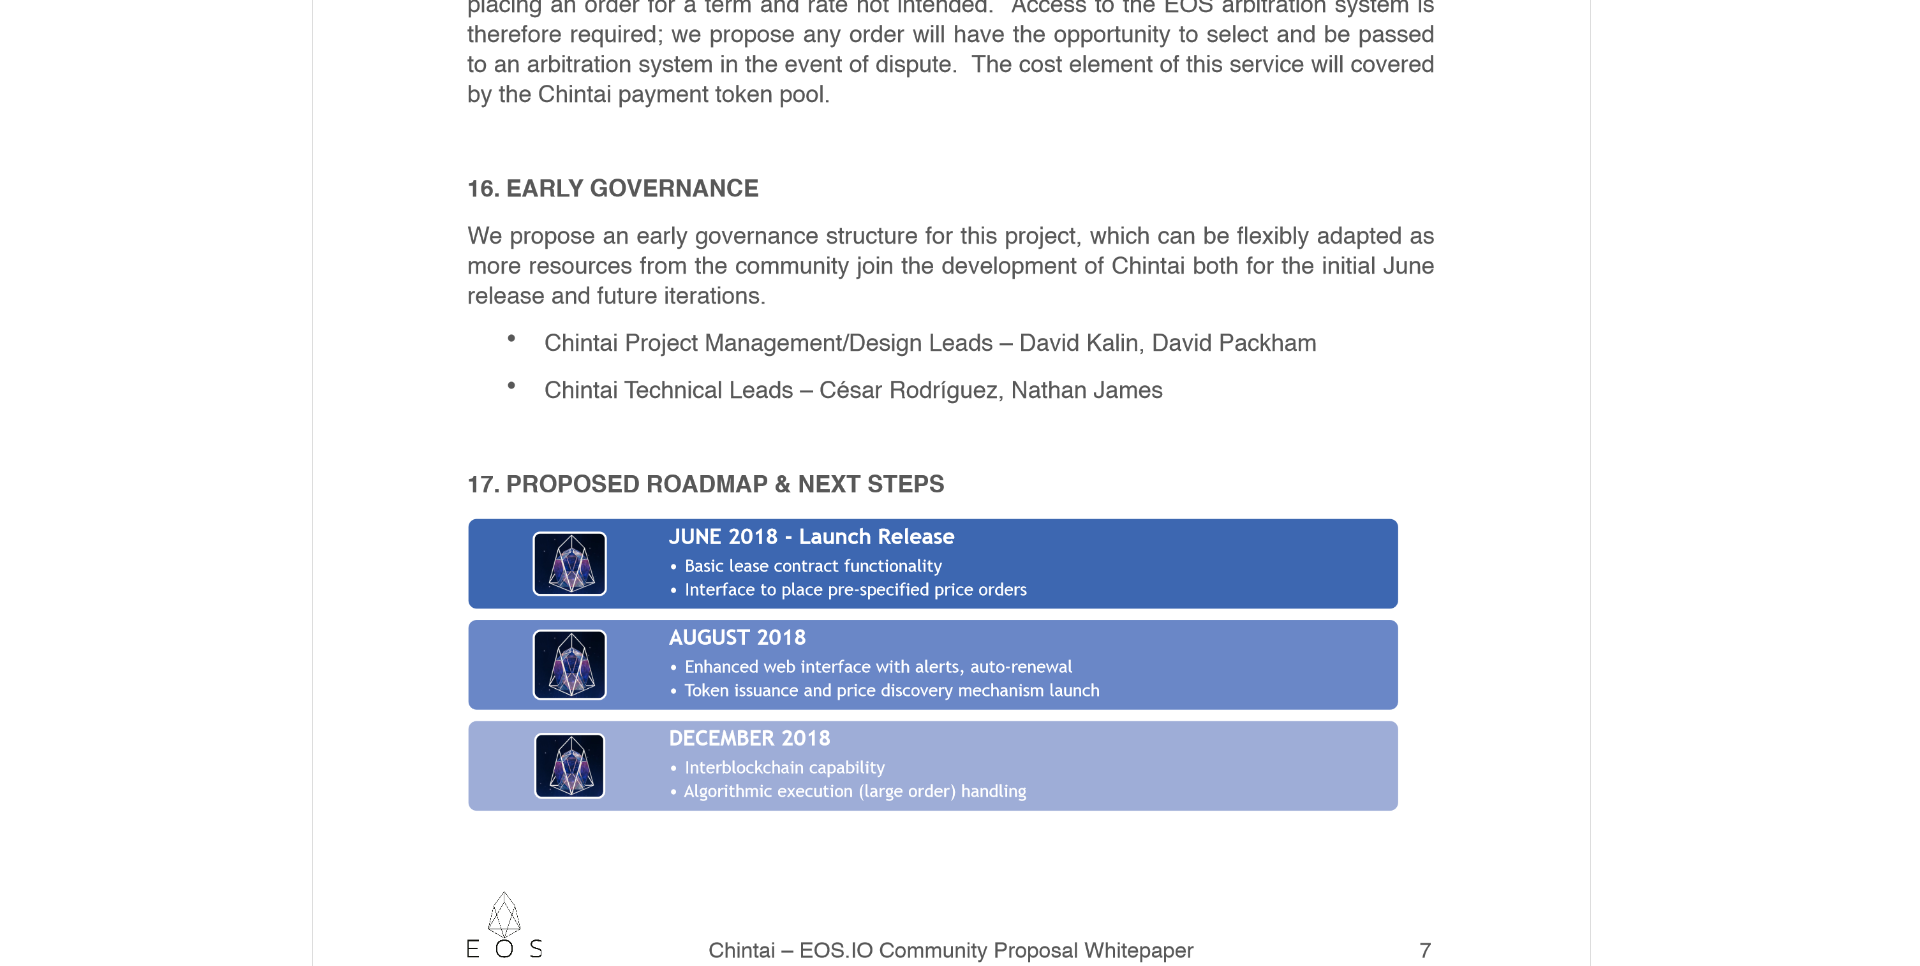 placing an order for a term and rate not intended.  Access to the EOS arbitration system is
therefore required; we propose any order will have the opportunity to select and be passed
to an arbitration system in the event of dispute.  The cost element of this service will covered
by the Chintai payment token pool.
16. EARLY GOVERNANCE
We propose an early governance structure for this project, which can be flexibly adapted as
more resources from the community join the development of Chintai both for the initial June
release and future iterations.
• Chintai Project Management/Design Leads – David Kalin, David Packham
• Chintai Technical Leads – César Rodríguez, Nathan James
17. PROPOSED ROADMAP & NEXT STEPS
JUNE 2018 - Launch Release
• Basic lease contract functionality
• Interface to place pre-specified price orders
AUGUST 2018
• Enhanced web interface with alerts, auto-renewal
• Token issuance and price discovery mechanism launch
DECEMBER 2018
• Interblockchain capability
• Algorithmic execution (large order) handling
E O S
Chintai – EOS.IO Community Proposal Whitepaper 7